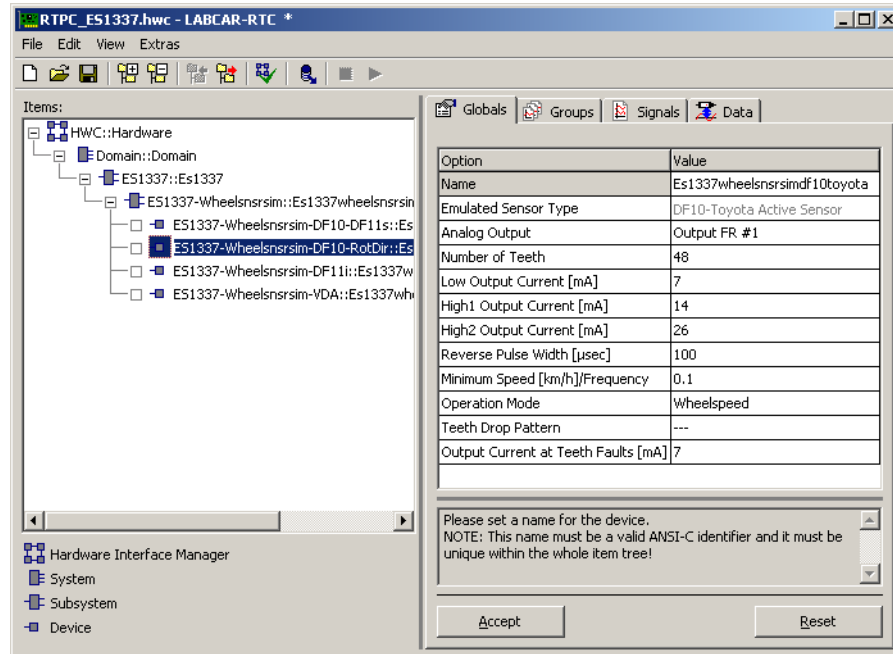 RTPC_ES1337.hwc - LABCAR-RTC *
File Edit View Extras
Items:
HWC::Hardware
Domain::Domain
ES1337::Es1337
ES1337-Wheelsnsrsim::Es1337wheelsnsrsin
ES1337-Wheelsnsrsim-DF10-DF11s::Es
ES1337-Wheelsnsrsim-DF10-RotDir::Es
ES1337-Wheelsnsrsim-DF11i::Es1337w
ES1337-Wheelsnsrsim-VDA::Es1337wh
Hardware Interface Manager
System
Subsystem
Device
Globals Groups Signals Data
Option Value
Name Es1337wheelsnsrsimdf10toyota
Emulated Sensor Type DF10-Toyota Active Sensor
Analog Output Output FR #1
Number of Teeth 48
Low Output Current [mA] 7
High1 Output Current [mA] 14
High2 Output Current [mA] 26
Reverse Pulse Width [µsec] 100
Minimum Speed [km/h]/Frequency 0.1
Operation Mode Wheelspeed
Teeth Drop Pattern ---
Output Current at Teeth Faults [mA] 7
Please set a name for the device.
NOTE: This name must be a valid ANSI-C identifier and it must be
unique within the whole item tree!
Accept Reset